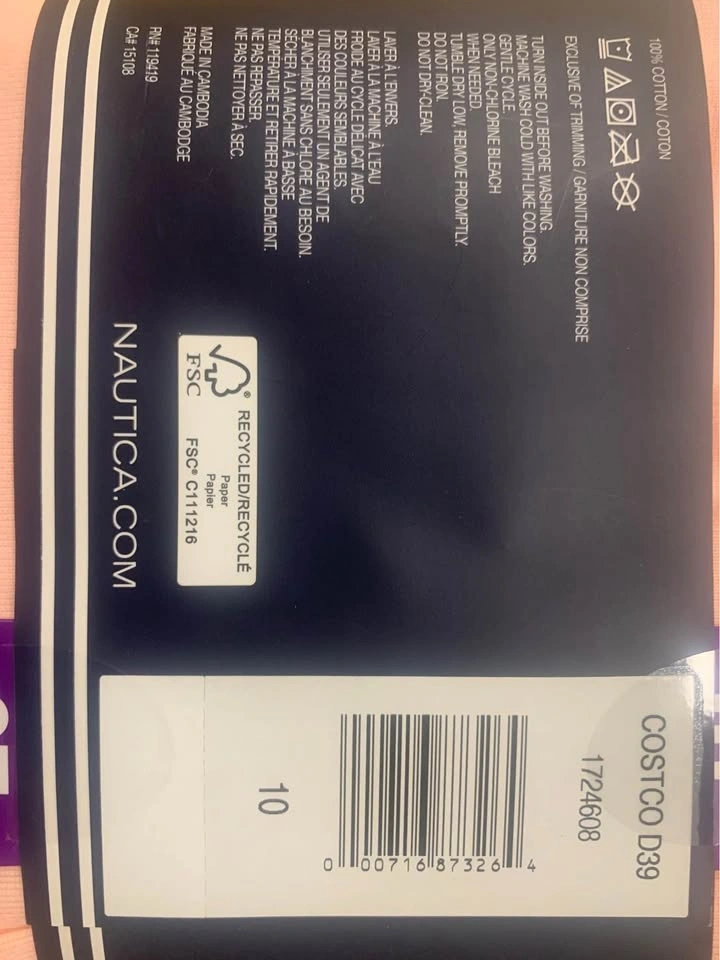 100% COTTON / COTON
EXCLUSIVE OF TRIMMING / GARNITURE NON COMPRISE
TURN INSIDE OUT BEFORE WASHING.
MACHINE WASH COLD WITH LIKE COLORS.
GENTLE CYCLE.
ONLY NON-CHLORINE BLEACH
WHEN NEEDED.
TUMBLE DRY LOW, REMOVE PROMPTLY.
DO NOT IRON.
DO NOT DRY-CLEAN.
LAVER À L'ENVERS.
LAVER À LA MACHINE À L'EAU
FROIDE AU CYCLE DÉLICAT AVEC
DES COULEURS SEMBLABLES.
UTILISER SEULEMENT UN AGENT DE
BLANCHIMENT SANS CHLORE AU BESOIN.
SÉCHER À LA MACHINE À BASSE
TEMPÉRATURE ET RETIRER RAPIDEMENT.
NE PAS REPASSER.
NE PAS NETTOYER À SEC.
MADE IN CAMBODIA
FABRIQUÉ AU CAMBODGE
RN# 119419
CA# 15108
RECYCLED/RECYCLÉ
Paper
Papier
FSC® C111216
FSC
NAUTICA.COM
COSTCO D39
1724608
0 00716 87326 4
10